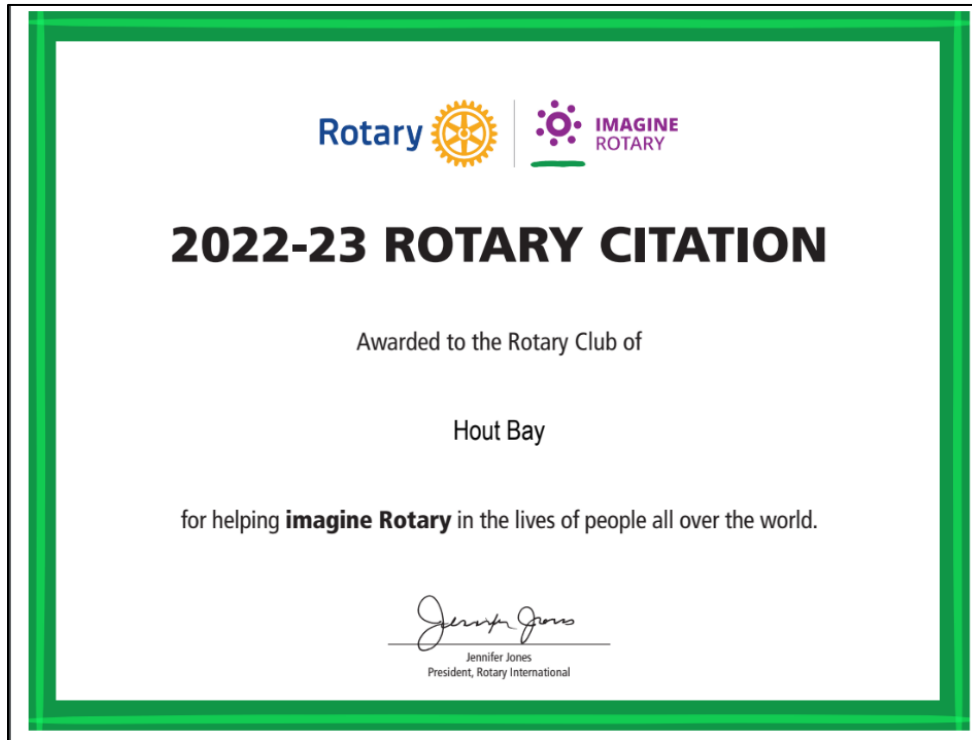 Rotary
IMAGINE
ROTARY
2022-23 ROTARY CITATION
Awarded to the Rotary Club of
Hout Bay
for helping imagine Rotary in the lives of people all over the world.
Jennifer Jones
Jennifer Jones
President, Rotary International